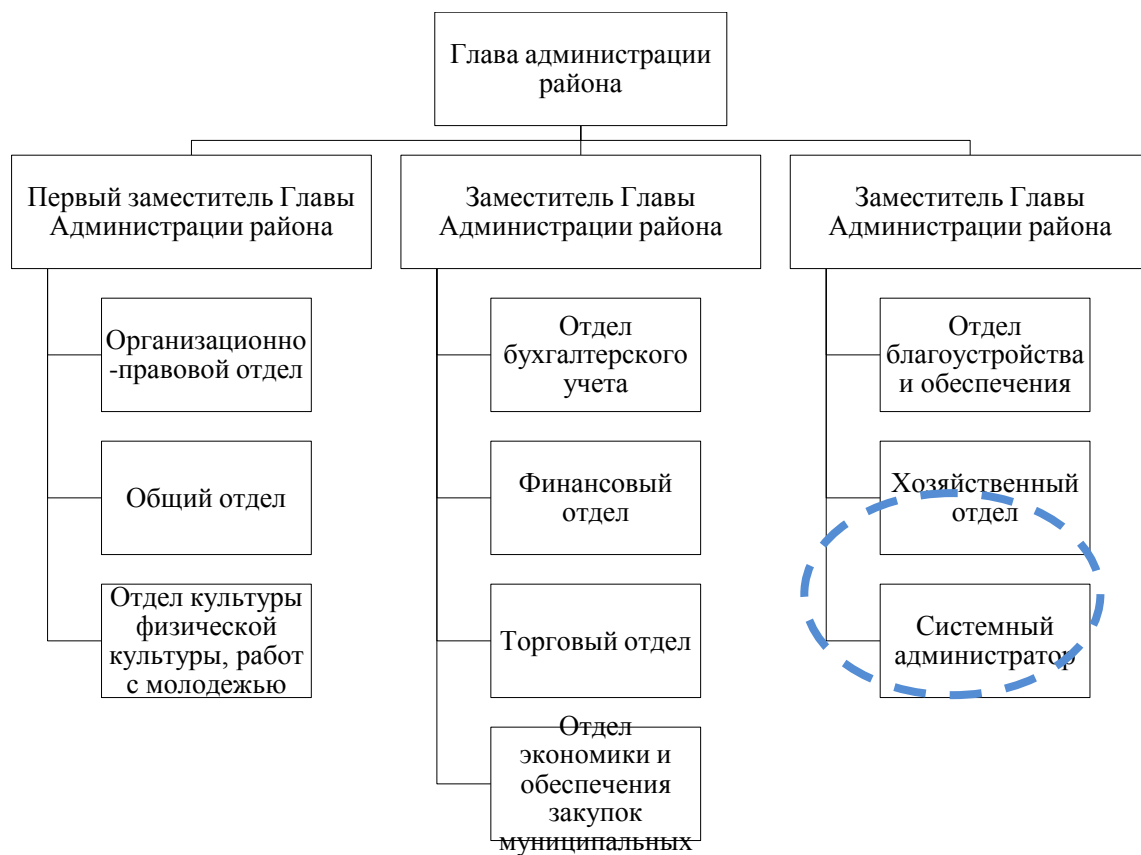 Глава администрации
района
Первый заместитель Главы
Администрации района
Заместитель Главы
Администрации района
Заместитель Главы
Администрации района
Организационно
-правовой отдел
Общий отдел
Отдел культуры
физической
культуры, работ
с молодежью
Отдел
бухгалтерского
учета
Финансовый
отдел
Торговый отдел
Отдел
экономики и
обеспечения
закупок
муниципальных
Отдел
благоустройства
и обеспечения
Хозяйственный
отдел
Системный
администратор